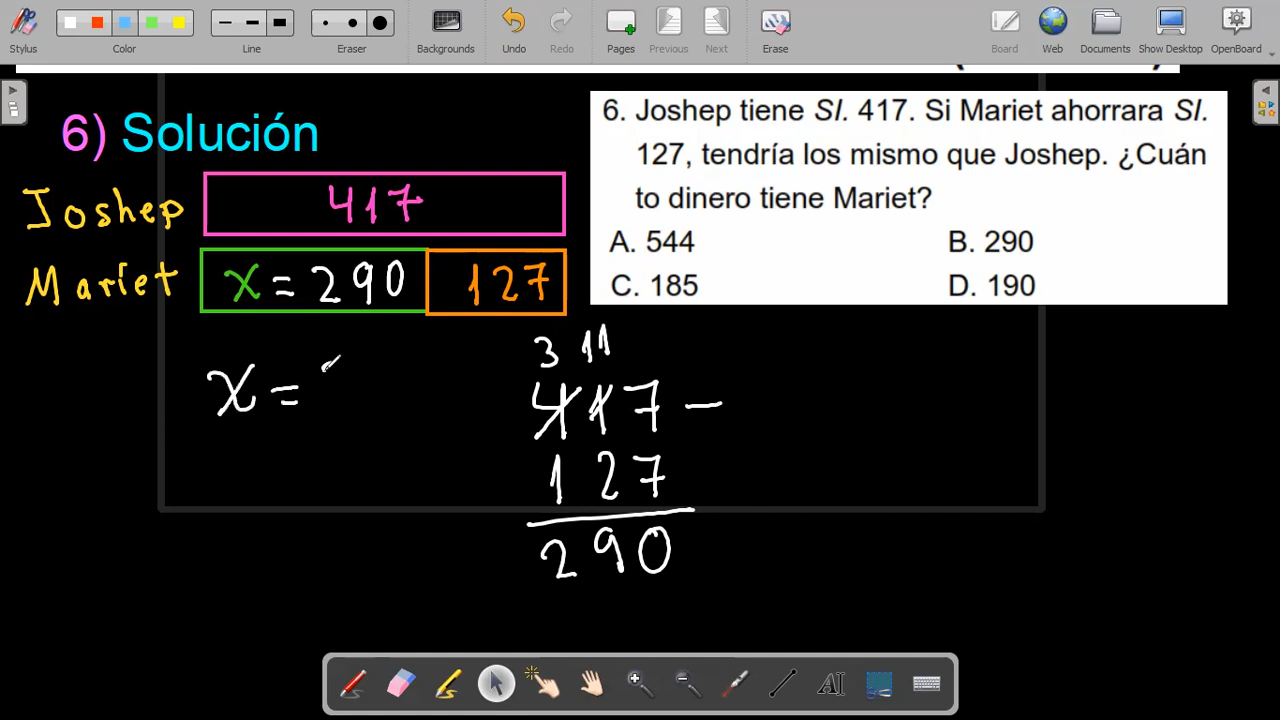 Stylus Color Line Eraser Backgrounds Undo Redo Pages Previous Next Erase Board Web Documents Show Desktop OpenBoard
6) Solución
Joshep 417
Mariet x = 290 127
6. Joshep tiene S/. 417. Si Mariet ahorrara S/.
127, tendría los mismo que Joshep. ¿Cuán
to dinero tiene Mariet?
A. 544 B. 290
C. 185 D. 190
x =
3 11
417 –
127
290